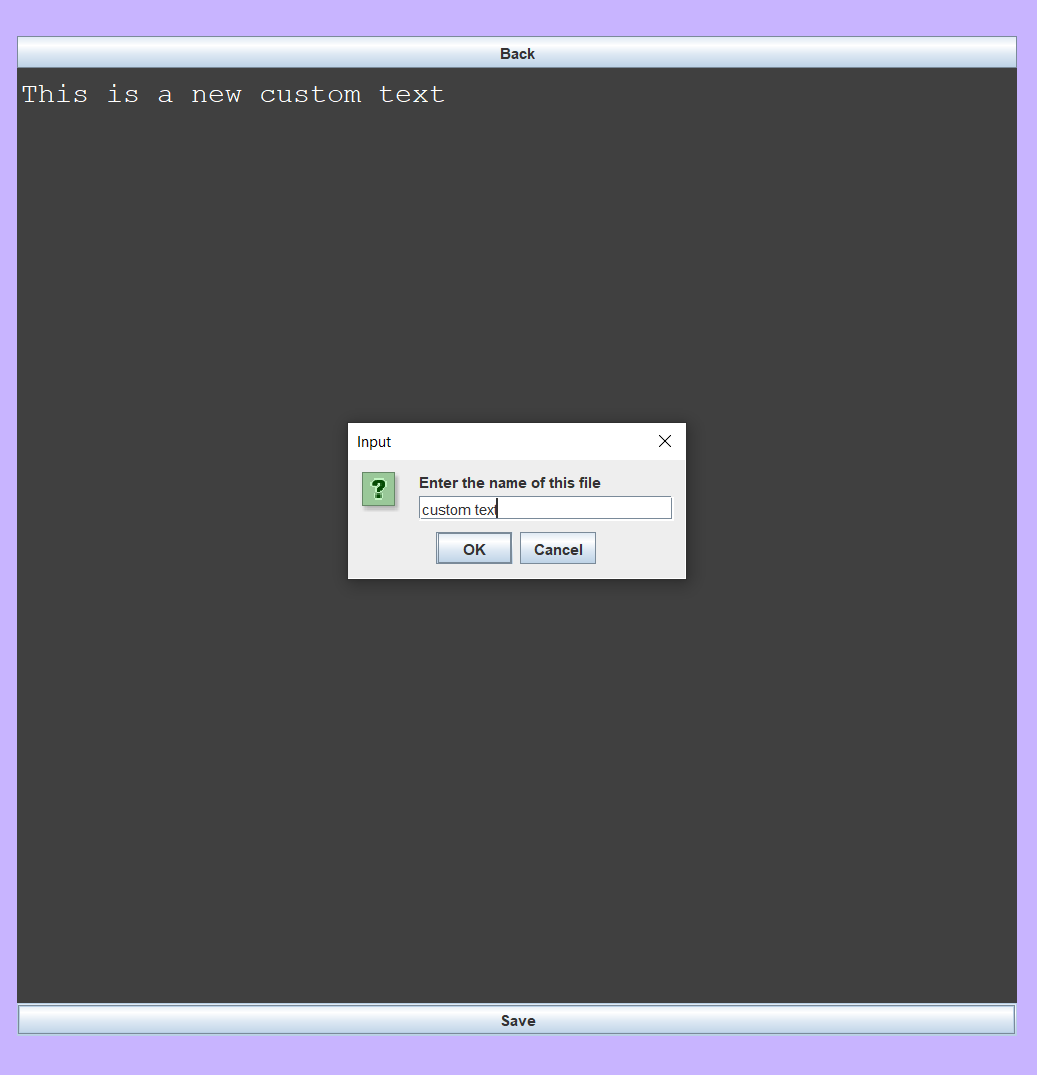 Back
This is a new custom text
Input
?
Enter the name of this file
custom text
OK
Cancel
Save